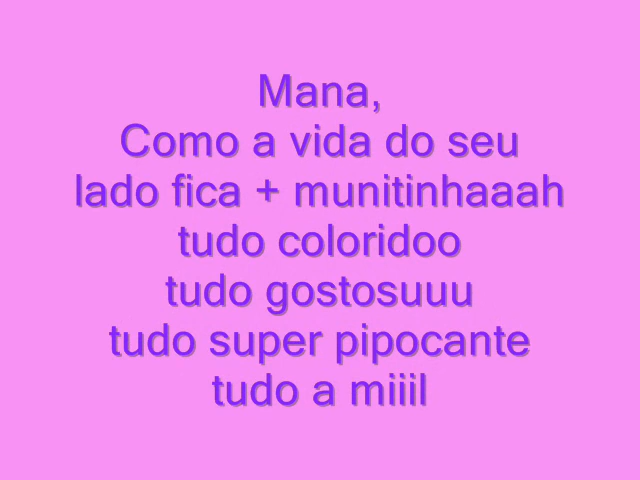 Mana,
Como a vida do seu
lado fica + munitinhaaah
tudo coloridoo
tudo gostosuuu
tudo super pipocante
tudo a miiil